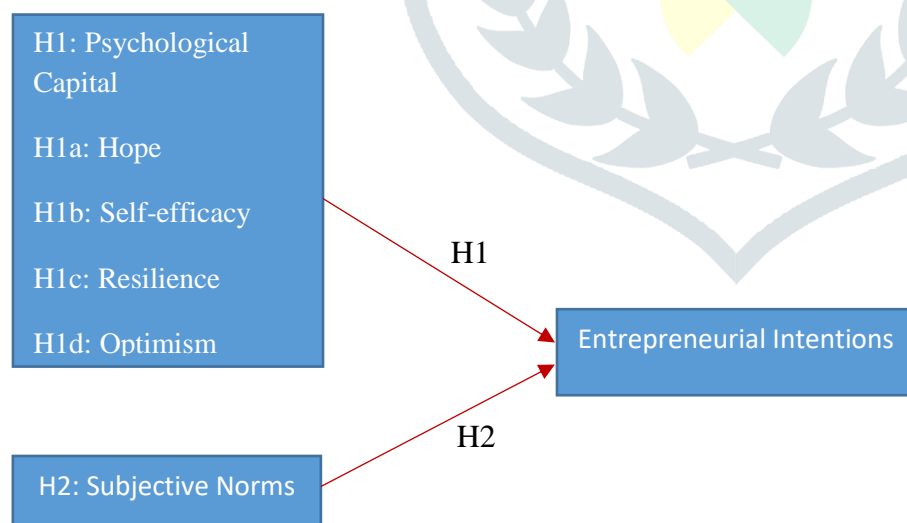 H1: Psychological
Capital
H1a: Hope
H1b: Self-efficacy
H1c: Resilience
H1d: Optimism
H1
Entrepreneurial Intentions
H2
H2: Subjective Norms